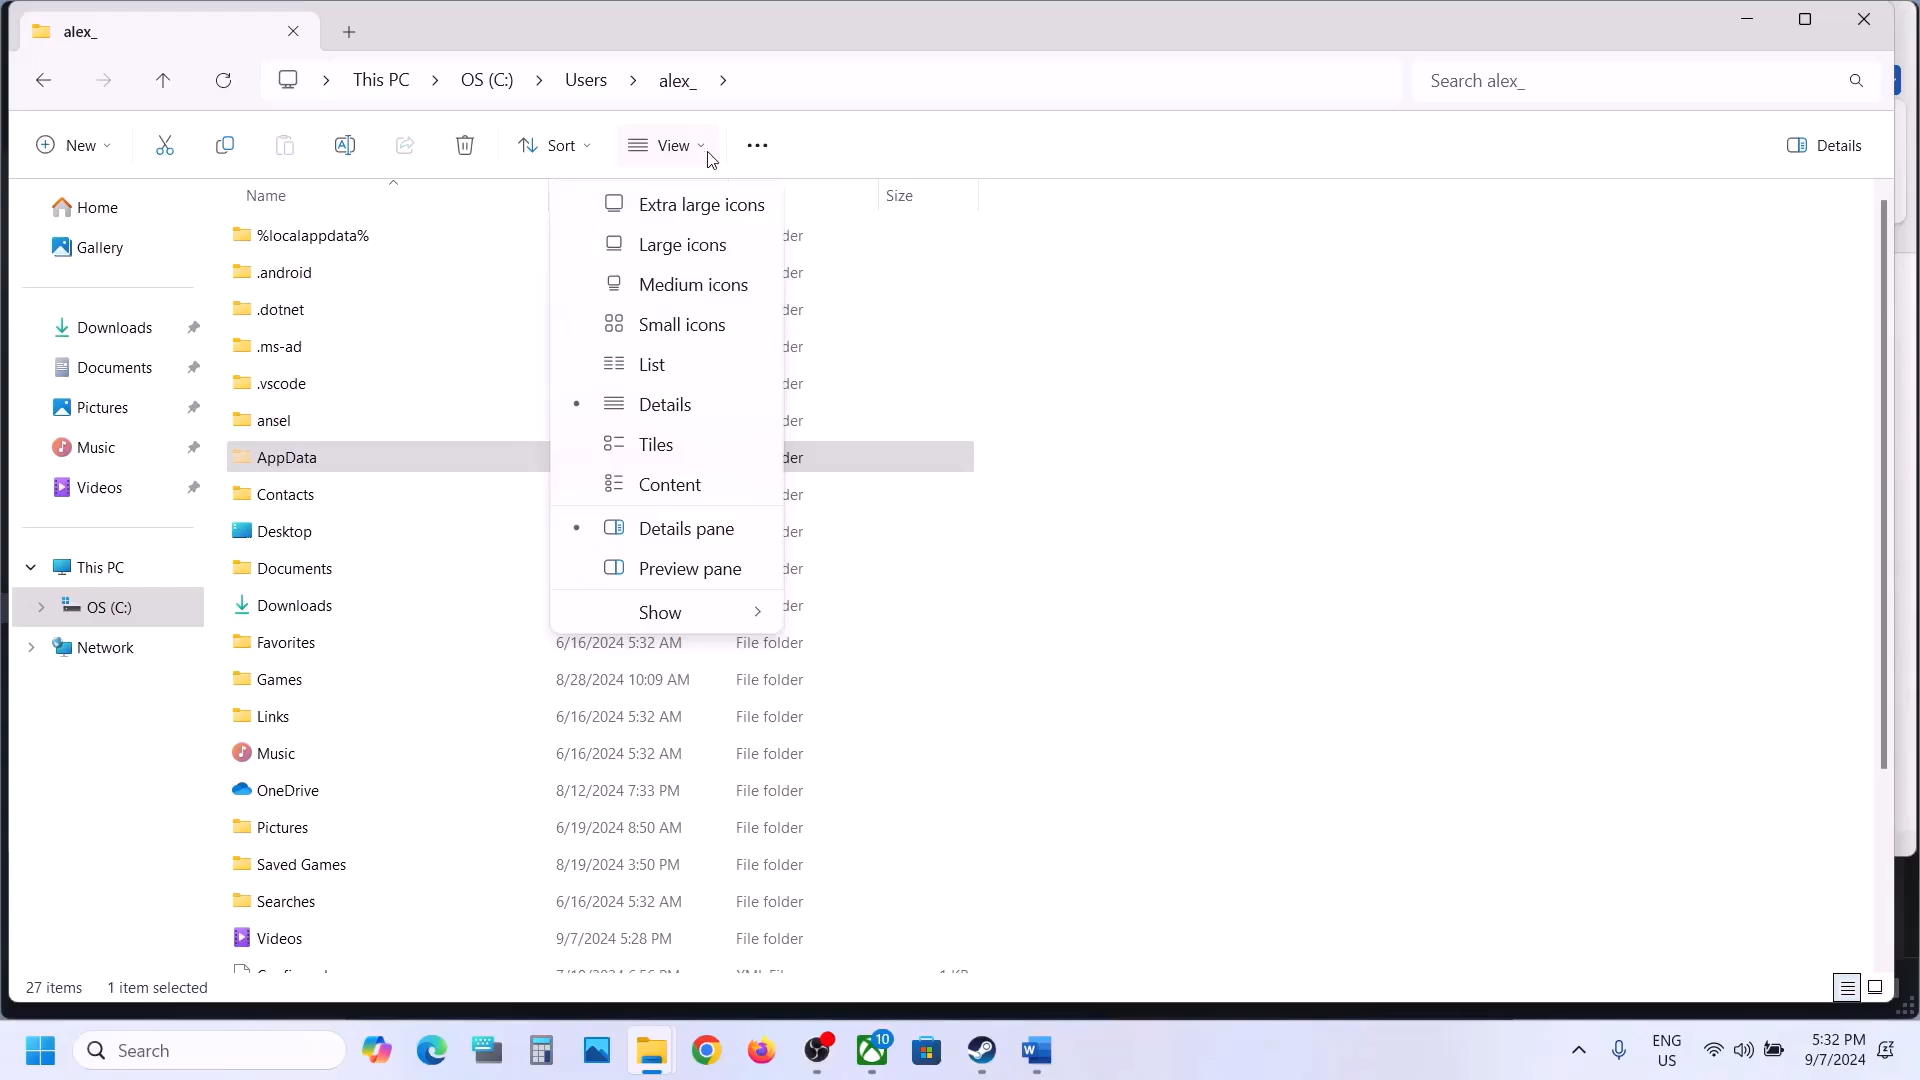 alex_
This PC > OS (C:) > Users > alex_ >
Search alex_
New
Sort
View
Details
Name
Size
Home
Gallery
Downloads
Documents
Pictures
Music
Videos
This PC
OS (C:)
Network
%localappdata%
.android
.dotnet
.ms-ad
.vscode
ansel
AppData
Contacts
Desktop
Documents
Downloads
Favorites 6/16/2024 5:32 AM File folder
Games 8/28/2024 10:09 AM File folder
Links 6/16/2024 5:32 AM File folder
Music 6/16/2024 5:32 AM File folder
OneDrive 8/12/2024 7:33 PM File folder
Pictures 6/19/2024 8:50 AM File folder
Saved Games 8/19/2024 3:50 PM File folder
Searches 6/16/2024 5:32 AM File folder
Videos 9/7/2024 5:28 PM File folder
Extra large icons
Large icons
Medium icons
Small icons
List
Details
Tiles
Content
Details pane
Preview pane
Show
27 items 1 item selected
Search
10
ENG
US
5:32 PM
9/7/2024